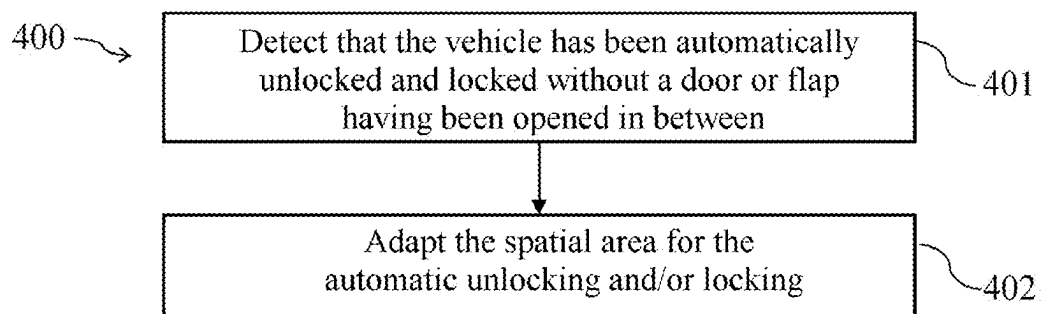 400
Detect that the vehicle has been automatically
unlocked and locked without a door or flap
having been opened in between
401
Adapt the spatial area for the
automatic unlocking and/or locking
402